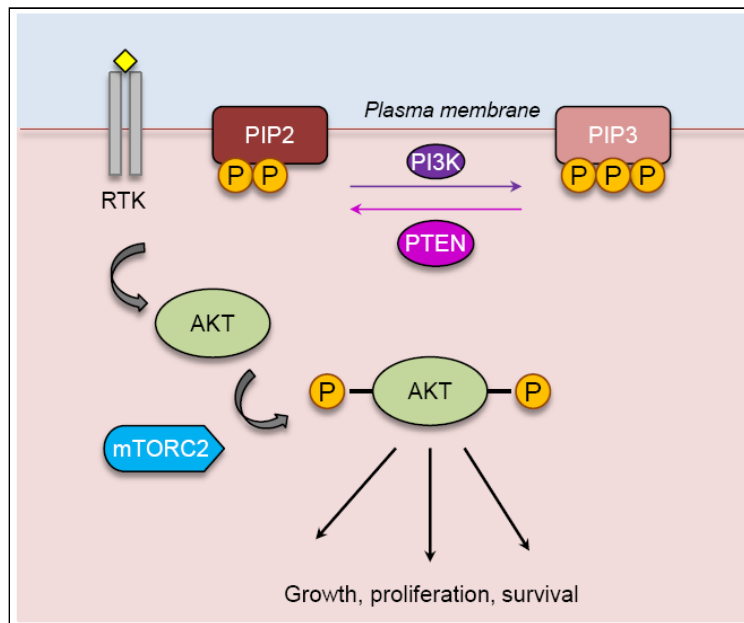 Plasma membrane
PIP2
PIP3
PI3K
P P
P P P
RTK
PTEN
AKT
P
AKT
P
mTORC2
Growth, proliferation, survival